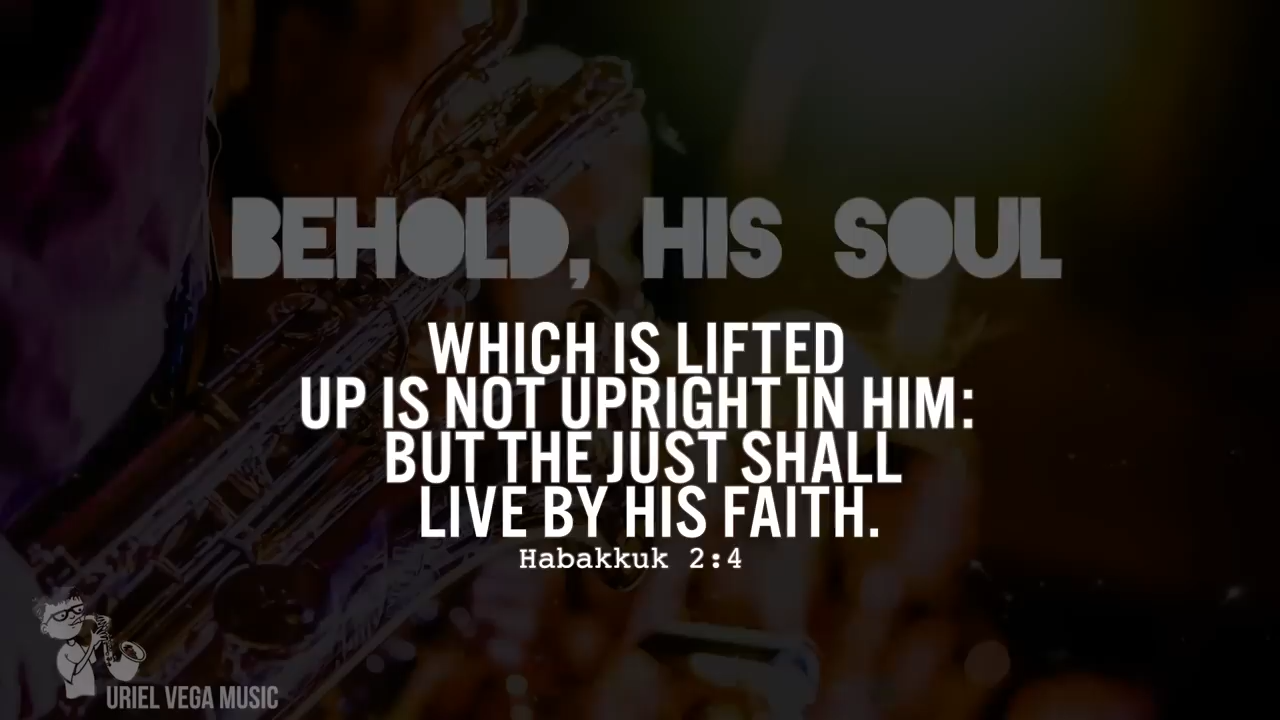 BEHOLD, HIS SOUL
WHICH IS LIFTED
UP IS NOT UPRIGHT IN HIM:
BUT THE JUST SHALL
LIVE BY HIS FAITH.
Habakkuk 2:4
URIEL VEGA MUSIC